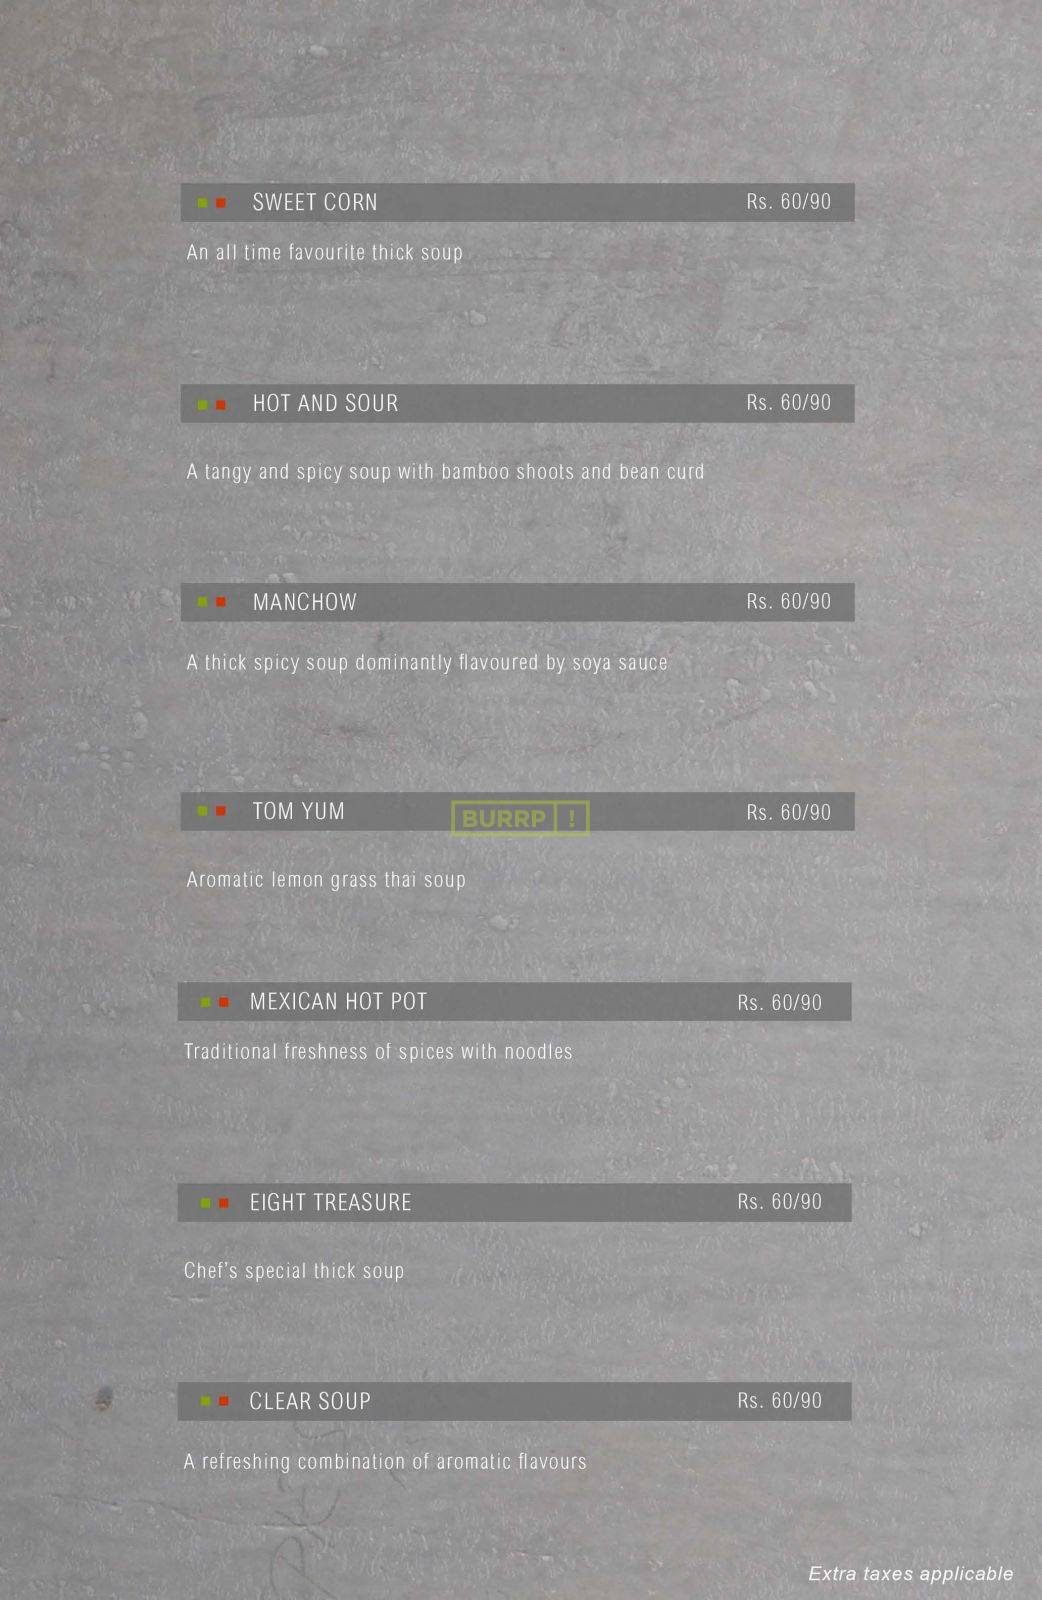 SWEET CORN Rs. 60/90
An all time favourite thick soup
HOT AND SOUR Rs. 60/90
A tangy and spicy soup with bamboo shoots and bean curd
MANCHOW Rs. 60/90
A thick spicy soup dominantly flavoured by soya sauce
TOM YUM BURRP ! Rs. 60/90
Aromatic lemon grass thai soup
MEXICAN HOT POT Rs. 60/90
Traditional freshness of spices with noodles
EIGHT TREASURE Rs. 60/90
Chef's special thick soup
CLEAR SOUP Rs. 60/90
A refreshing combination of aromatic flavours
Extra taxes applicable